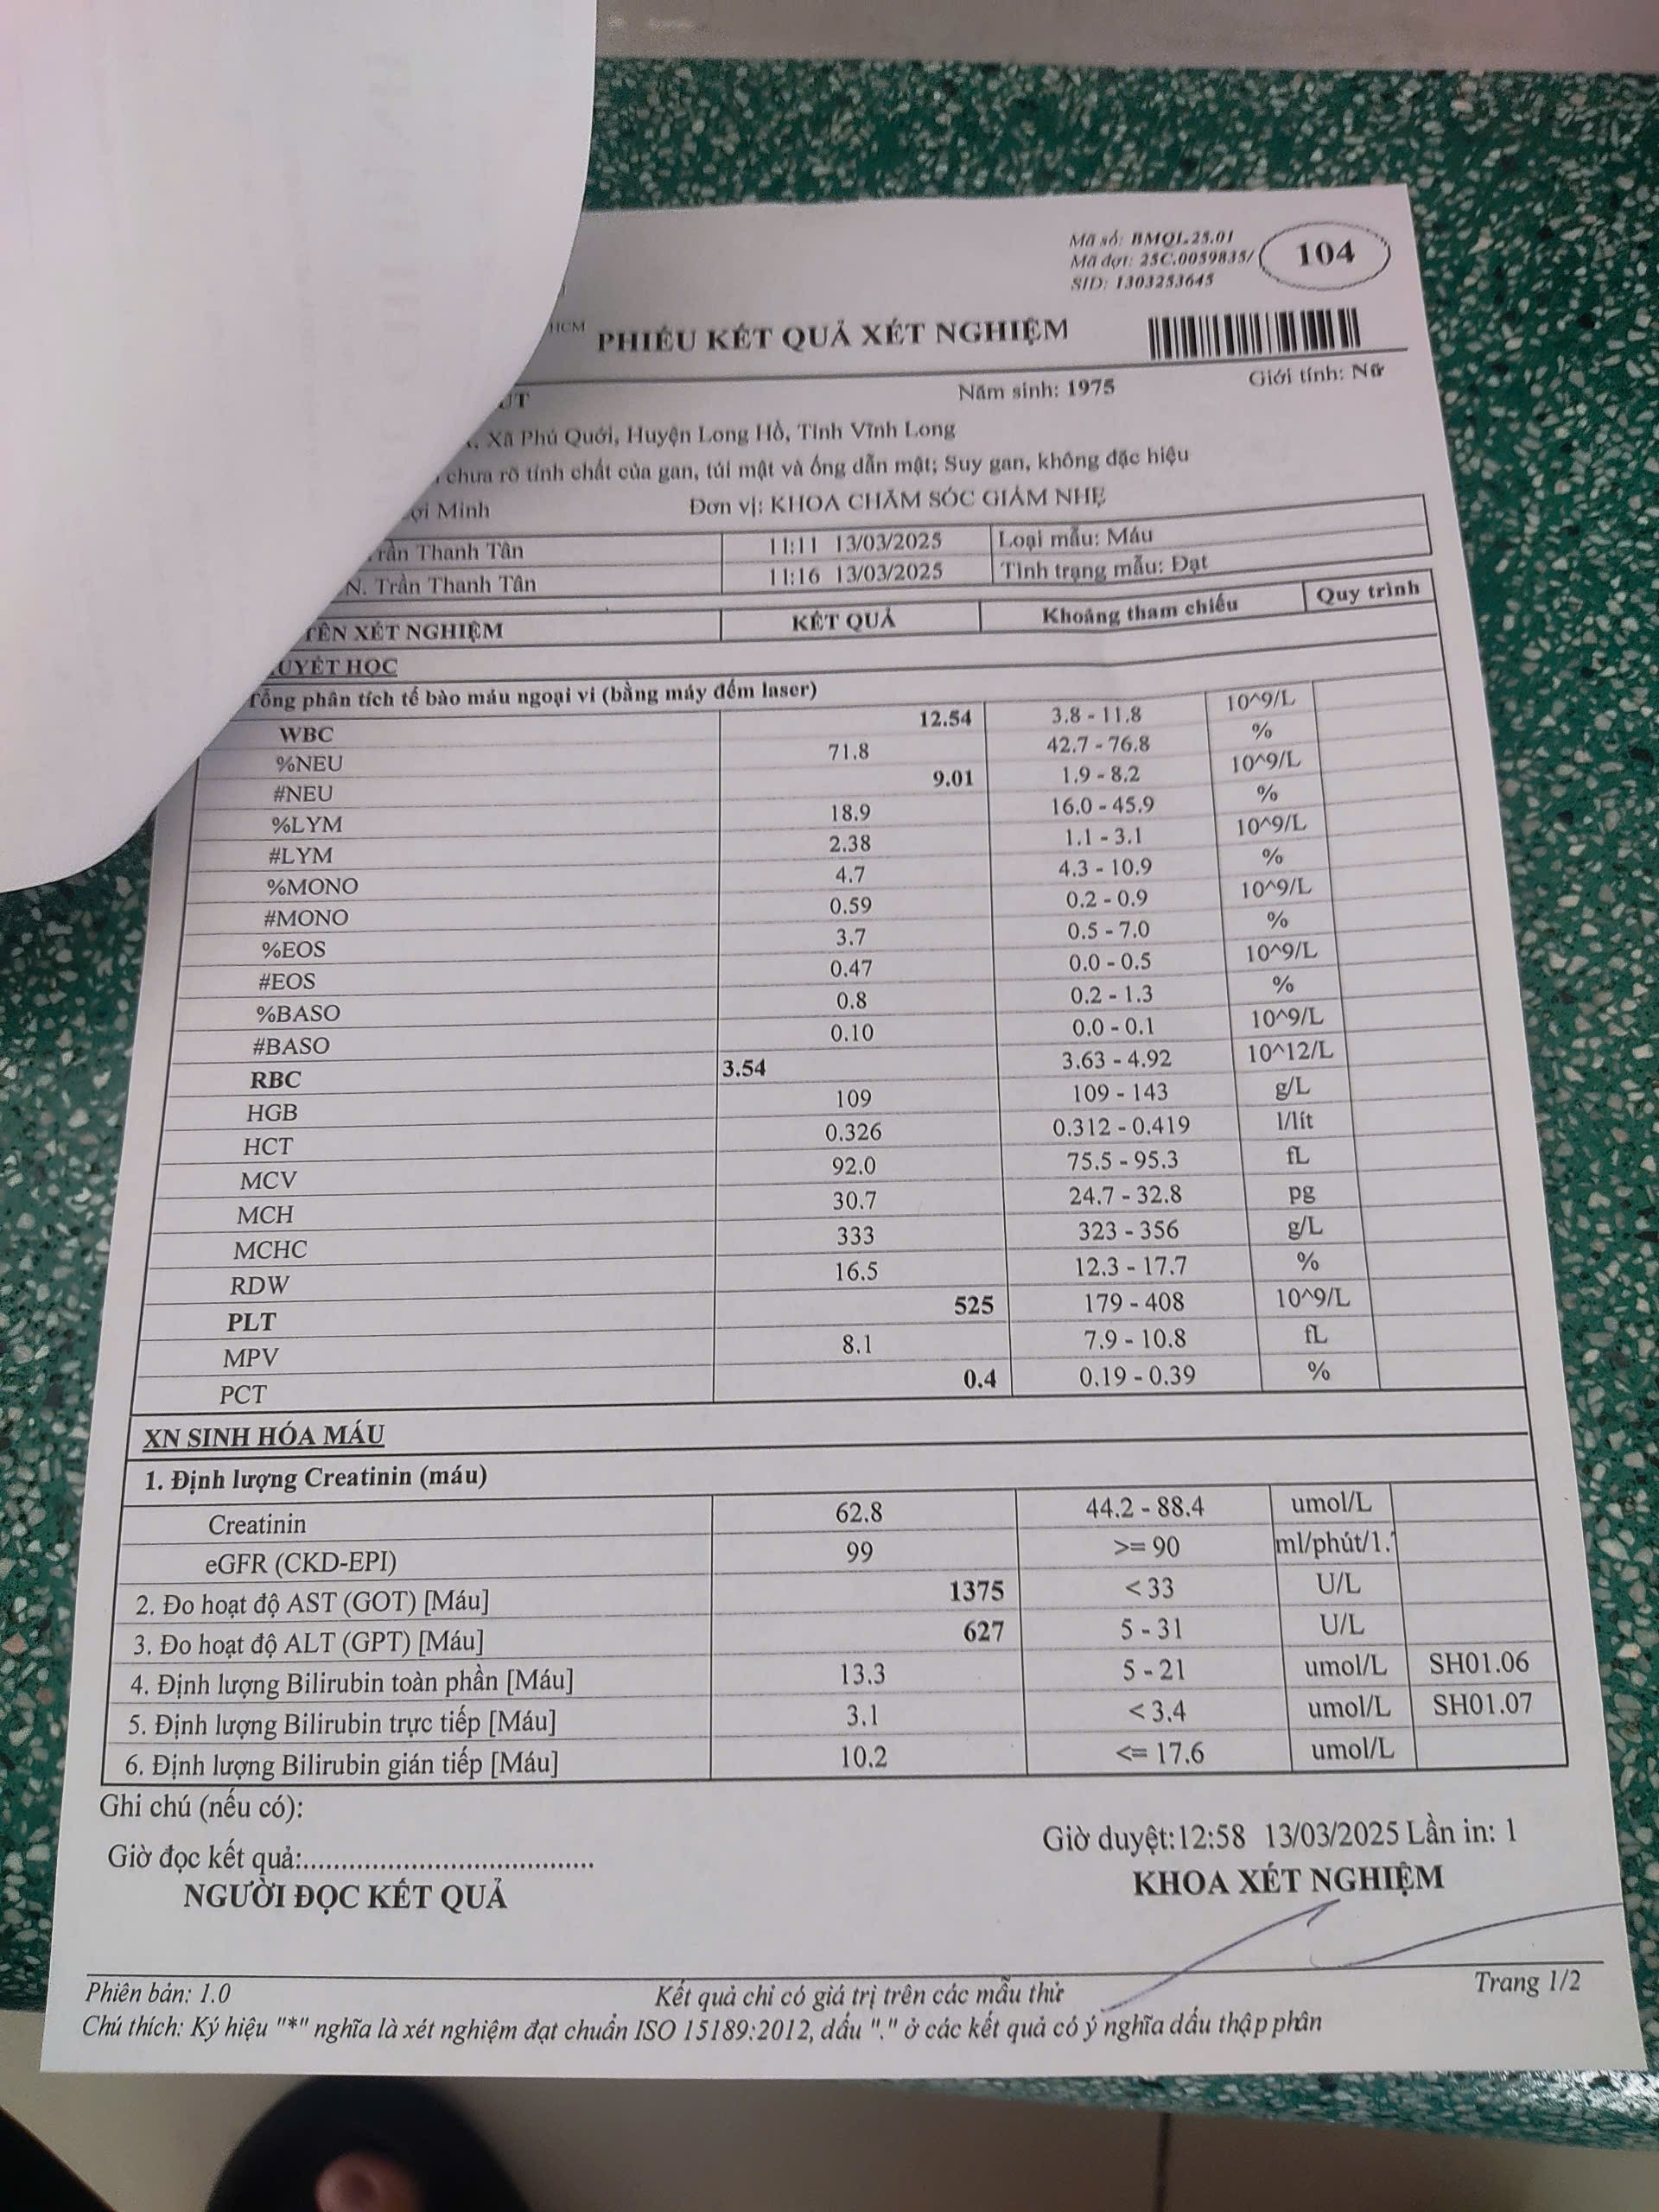 Mã số: BMQL.25.01
Mã đợt: 25C.0059835/
SID: 1303253645
104
HCM
PHIẾU KẾT QUẢ XÉT NGHIỆM
Năm sinh: 1975 Giới tính: Nữ
Xã Phú Quới, Huyện Long Hồ, Tỉnh Vĩnh Long
chưa rõ tính chất của gan, túi mật và ống dẫn mật; Suy gan, không đặc hiệu
Minh Đơn vị: KHOA CHĂM SÓC GIẢM NHẸ
Trần Thanh Tân 11:11 13/03/2025 Loại mẫu: Máu
N. Trần Thanh Tân 11:16 13/03/2025 Tình trạng mẫu: Đạt
TÊN XÉT NGHIỆM KẾT QUẢ Khoảng tham chiếu Quy trình
UYẾT HỌC
Tổng phân tích tế bào máu ngoại vi (bằng máy đếm laser)
WBC 12.54 3.8 - 11.8 10^9/L
%NEU 71.8 42.7 - 76.8 %
#NEU 9.01 1.9 - 8.2 10^9/L
%LYM 18.9 16.0 - 45.9 %
#LYM 2.38 1.1 - 3.1 10^9/L
%MONO 4.7 4.3 - 10.9 %
#MONO 0.59 0.2 - 0.9 10^9/L
%EOS 3.7 0.5 - 7.0 %
#EOS 0.47 0.0 - 0.5 10^9/L
%BASO 0.8 0.2 - 1.3 %
#BASO 0.10 0.0 - 0.1 10^9/L
RBC 3.54 3.63 - 4.92 10^12/L
HGB 109 109 - 143 g/L
HCT 0.326 0.312 - 0.419 l/lít
MCV 92.0 75.5 - 95.3 fL
MCH 30.7 24.7 - 32.8 pg
MCHC 333 323 - 356 g/L
RDW 16.5 12.3 - 17.7 %
PLT 525 179 - 408 10^9/L
MPV 8.1 7.9 - 10.8 fL
PCT 0.4 0.19 - 0.39 %
XN SINH HÓA MÁU
1. Định lượng Creatinin (máu)
Creatinin 62.8 44.2 - 88.4 umol/L
eGFR (CKD-EPI) 99 >= 90 ml/phút/1.
2. Đo hoạt độ AST (GOT) [Máu] 1375 < 33 U/L
3. Đo hoạt độ ALT (GPT) [Máu] 627 5 - 31 U/L
4. Định lượng Bilirubin toàn phần [Máu] 13.3 5 - 21 umol/L SH01.06
5. Định lượng Bilirubin trực tiếp [Máu] 3.1 < 3.4 umol/L SH01.07
6. Định lượng Bilirubin gián tiếp [Máu] 10.2 <= 17.6 umol/L
Ghi chú (nếu có):
Giờ duyệt:12:58 13/03/2025 Lần in: 1
Giờ đọc kết quả:......................................
KHOA XÉT NGHIỆM
NGƯỜI ĐỌC KẾT QUẢ
Phiên bản: 1.0 Kết quả chỉ có giá trị trên các mẫu thử Trang 1/2
Chú thích: Ký hiệu "*" nghĩa là xét nghiệm đạt chuẩn ISO 15189:2012, dấu "." ở các kết quả có ý nghĩa dấu thập phân